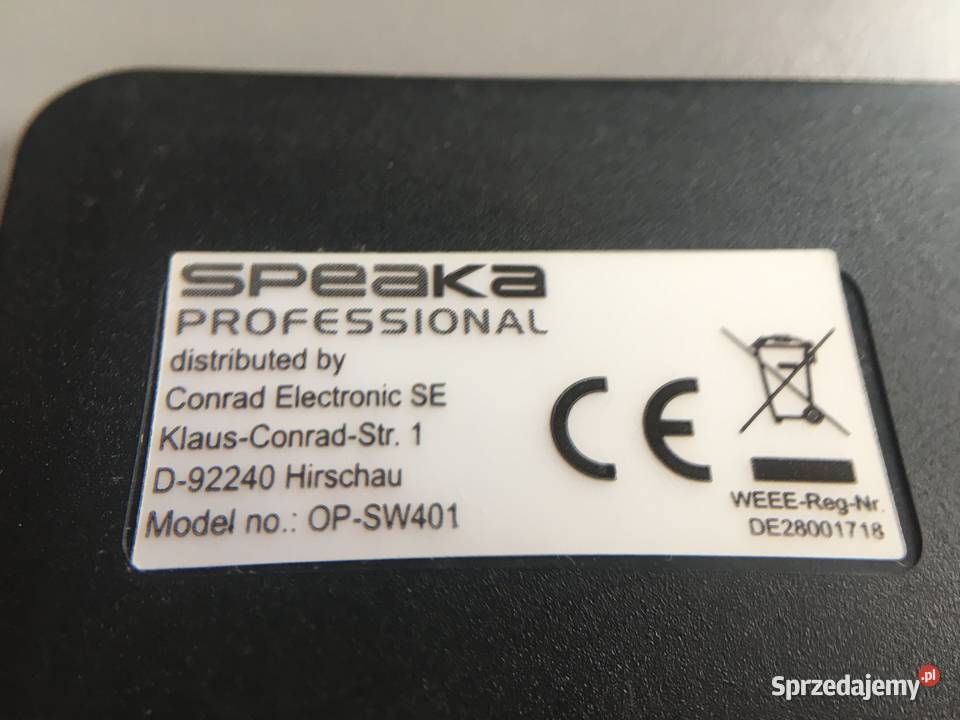 SPEAKA
PROFESSIONAL
distributed by
Conrad Electronic SE
Klaus-Conrad-Str. 1
D-92240 Hirschau
Model no.: OP-SW401
CE
WEEE-Reg-Nr.
DE28001718
Sprzedajemy.pl